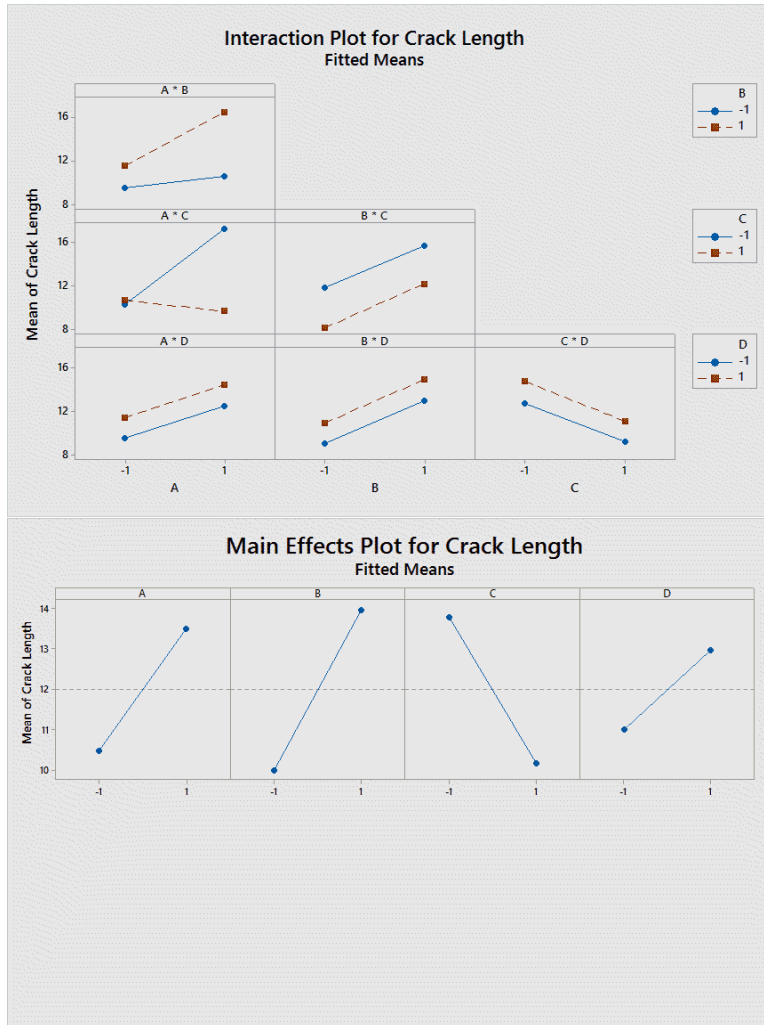 Interaction Plot for Crack Length
Fitted Means
A * B
B
-1
1
16
12
8
Mean of Crack Length
A * C
B * C
C
-1
1
16
12
8
A * D
B * D
C * D
D
-1
1
16
12
8
-1 1 -1 1 -1 1
A B C
Main Effects Plot for Crack Length
Fitted Means
A B C D
Mean of Crack Length
14
13
12
11
10
-1 1 -1 1 -1 1 -1 1